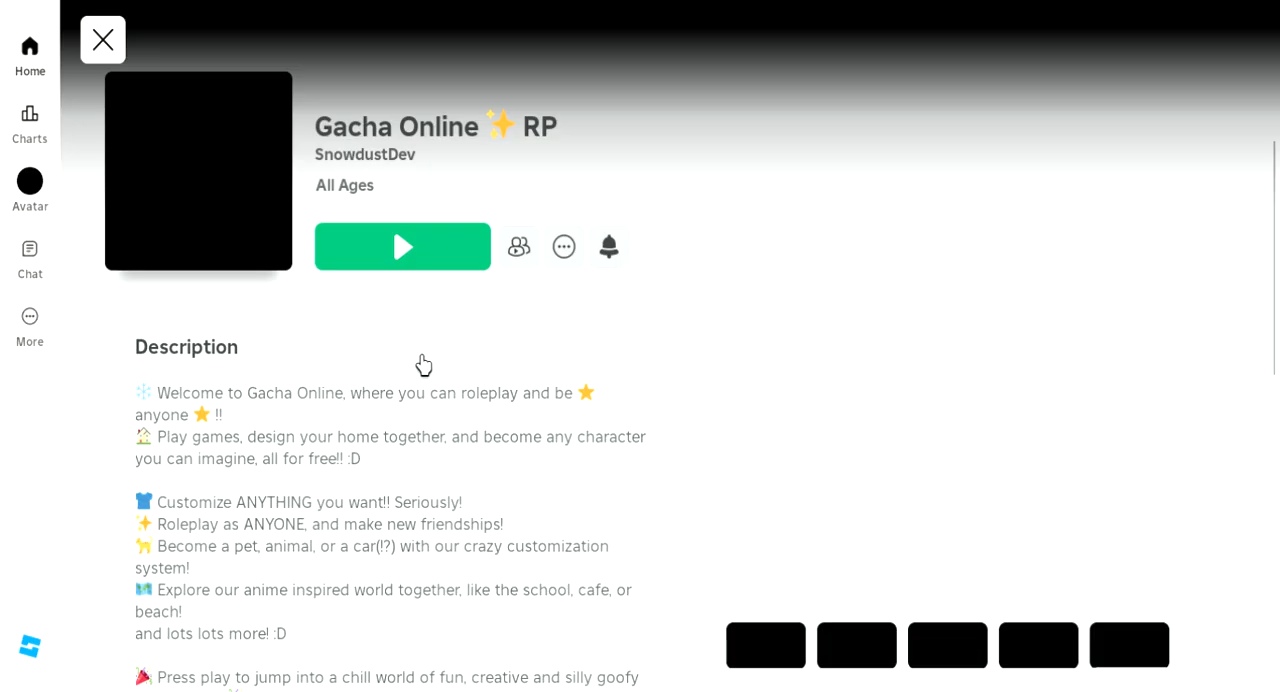 Home
Charts
Avatar
Chat
More
Gacha Online ✨ RP
SnowdustDev
All Ages
Description
❄️ Welcome to Gacha Online, where you can roleplay and be ⭐
anyone ⭐ !!
🏡 Play games, design your home together, and become any character
you can imagine, all for free!! :D
👕 Customize ANYTHING you want!! Seriously!
✨ Roleplay as ANYONE, and make new friendships!
🐕 Become a pet, animal, or a car(!?) with our crazy customization
system!
🗺️ Explore our anime inspired world together, like the school, cafe, or
beach!
and lots lots more! :D
🎉 Press play to jump into a chill world of fun, creative and silly goofy